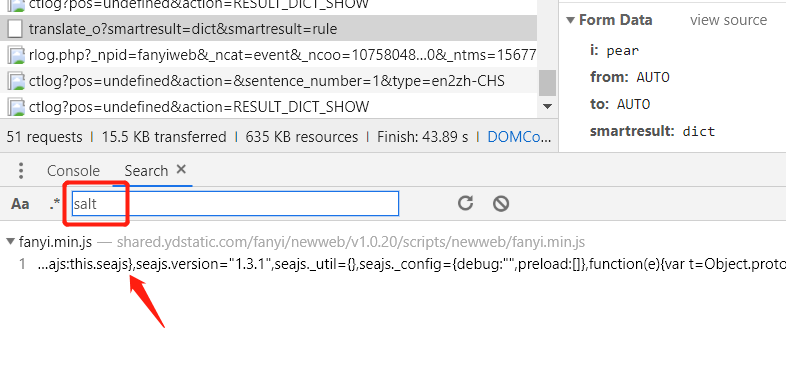 ctlog?pos=undefined&action=RESULT_DICT_SHOW
translate_o?smartresult=dict&smartresult=rule
rlog.php?_npid=fanyiweb&_ncat=event&_ncoo=10758048...0&_ntms=15677
ctlog?pos=undefined&action=&sentence_number=1&type=en2zh-CHS
ctlog?pos=undefined&action=RESULT_DICT_SHOW
51 requests | 15.5 KB transferred | 635 KB resources | Finish: 43.89 s | DOMCo...
Form Data view source
i: pear
from: AUTO
to: AUTO
smartresult: dict
Console Search ×
Aa .* salt
fanyi.min.js — shared.ydstatic.com/fanyi/newweb/v1.0.20/scripts/newweb/fanyi.min.js
1 ...ajs:this.seajs},seajs.version="1.3.1",seajs._util={},seajs._config={debug:"",preload:[]},function(e){var t=Object.proto